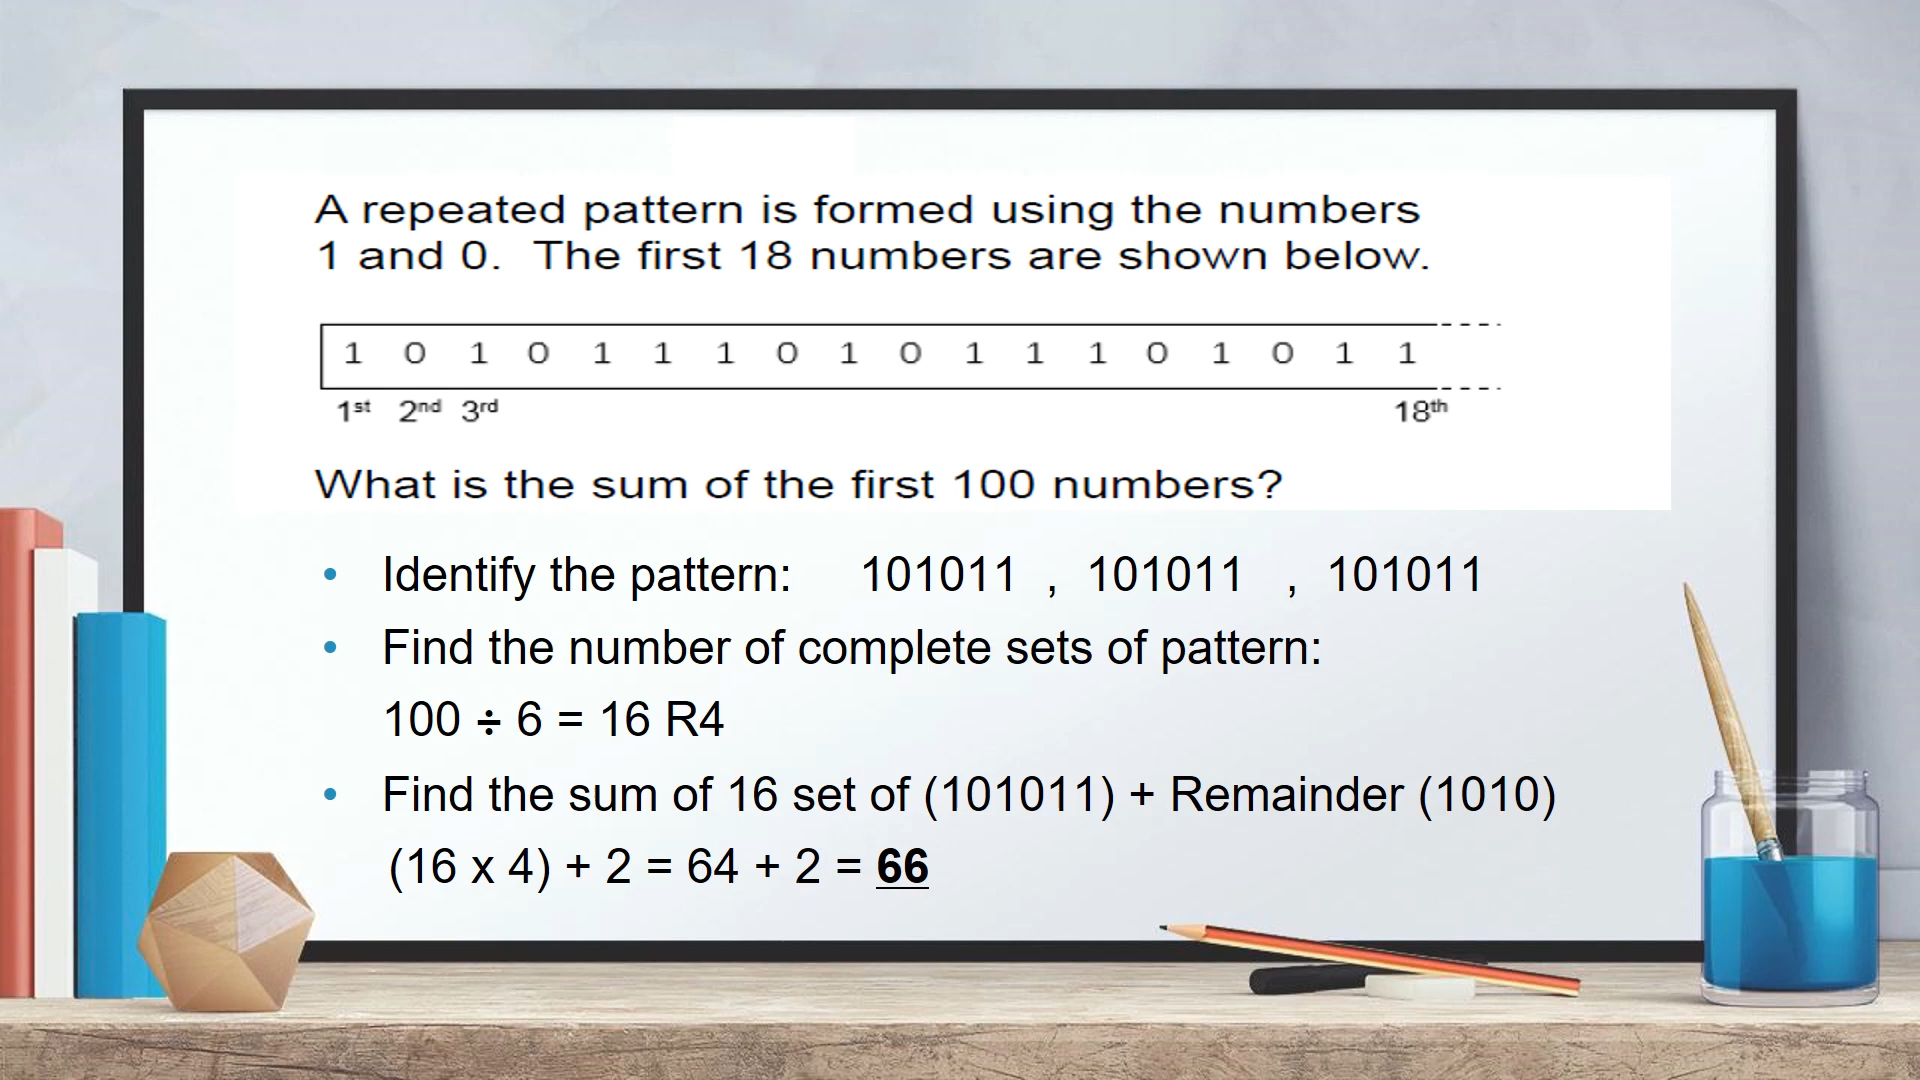 A repeated pattern is formed using the numbers
1 and 0. The first 18 numbers are shown below.
1 0 1 0 1 1 1 0 1 0 1 1 1 0 1 0 1 1
1st 2nd 3rd 18th
What is the sum of the first 100 numbers?
• Identify the pattern: 101011 , 101011 , 101011
• Find the number of complete sets of pattern:
100 ÷ 6 = 16 R4
• Find the sum of 16 set of (101011) + Remainder (1010)
(16 x 4) + 2 = 64 + 2 = 66